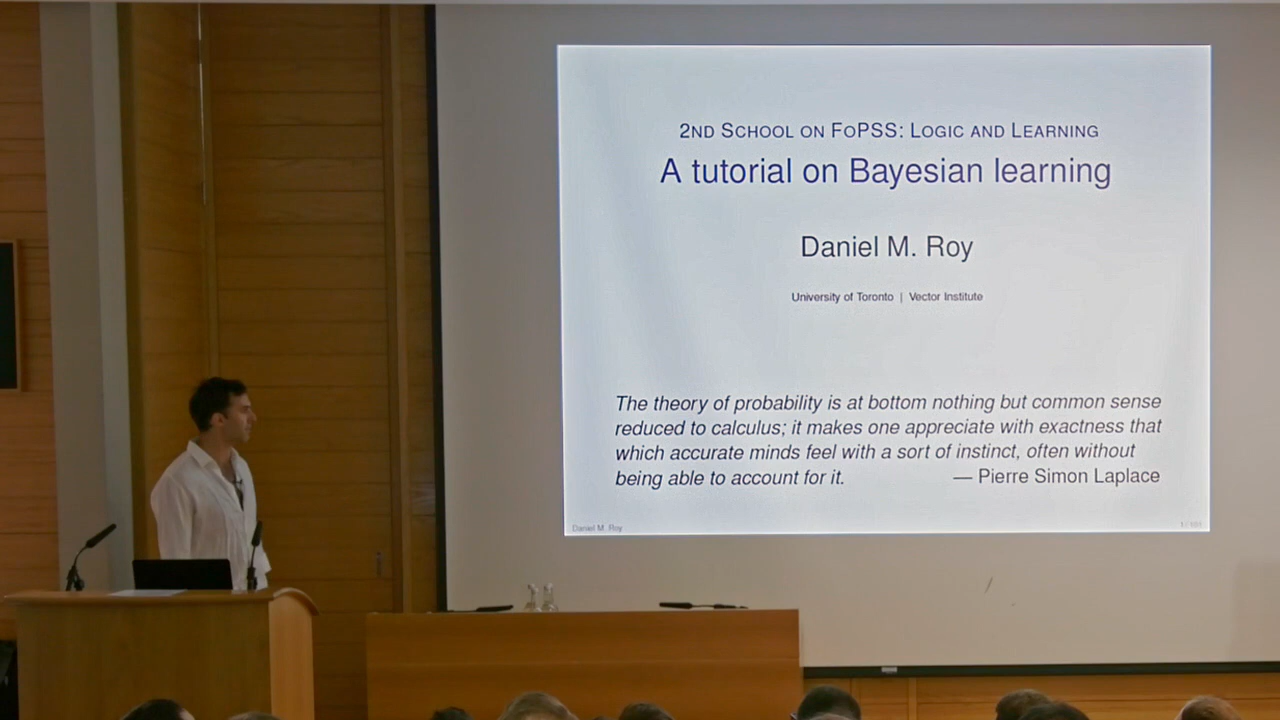 2ND SCHOOL ON FOPSS: LOGIC AND LEARNING
A tutorial on Bayesian learning
Daniel M. Roy
University of Toronto | Vector Institute
The theory of probability is at bottom nothing but common sense
reduced to calculus; it makes one appreciate with exactness that
which accurate minds feel with a sort of instinct, often without
being able to account for it. — Pierre Simon Laplace
Daniel M. Roy